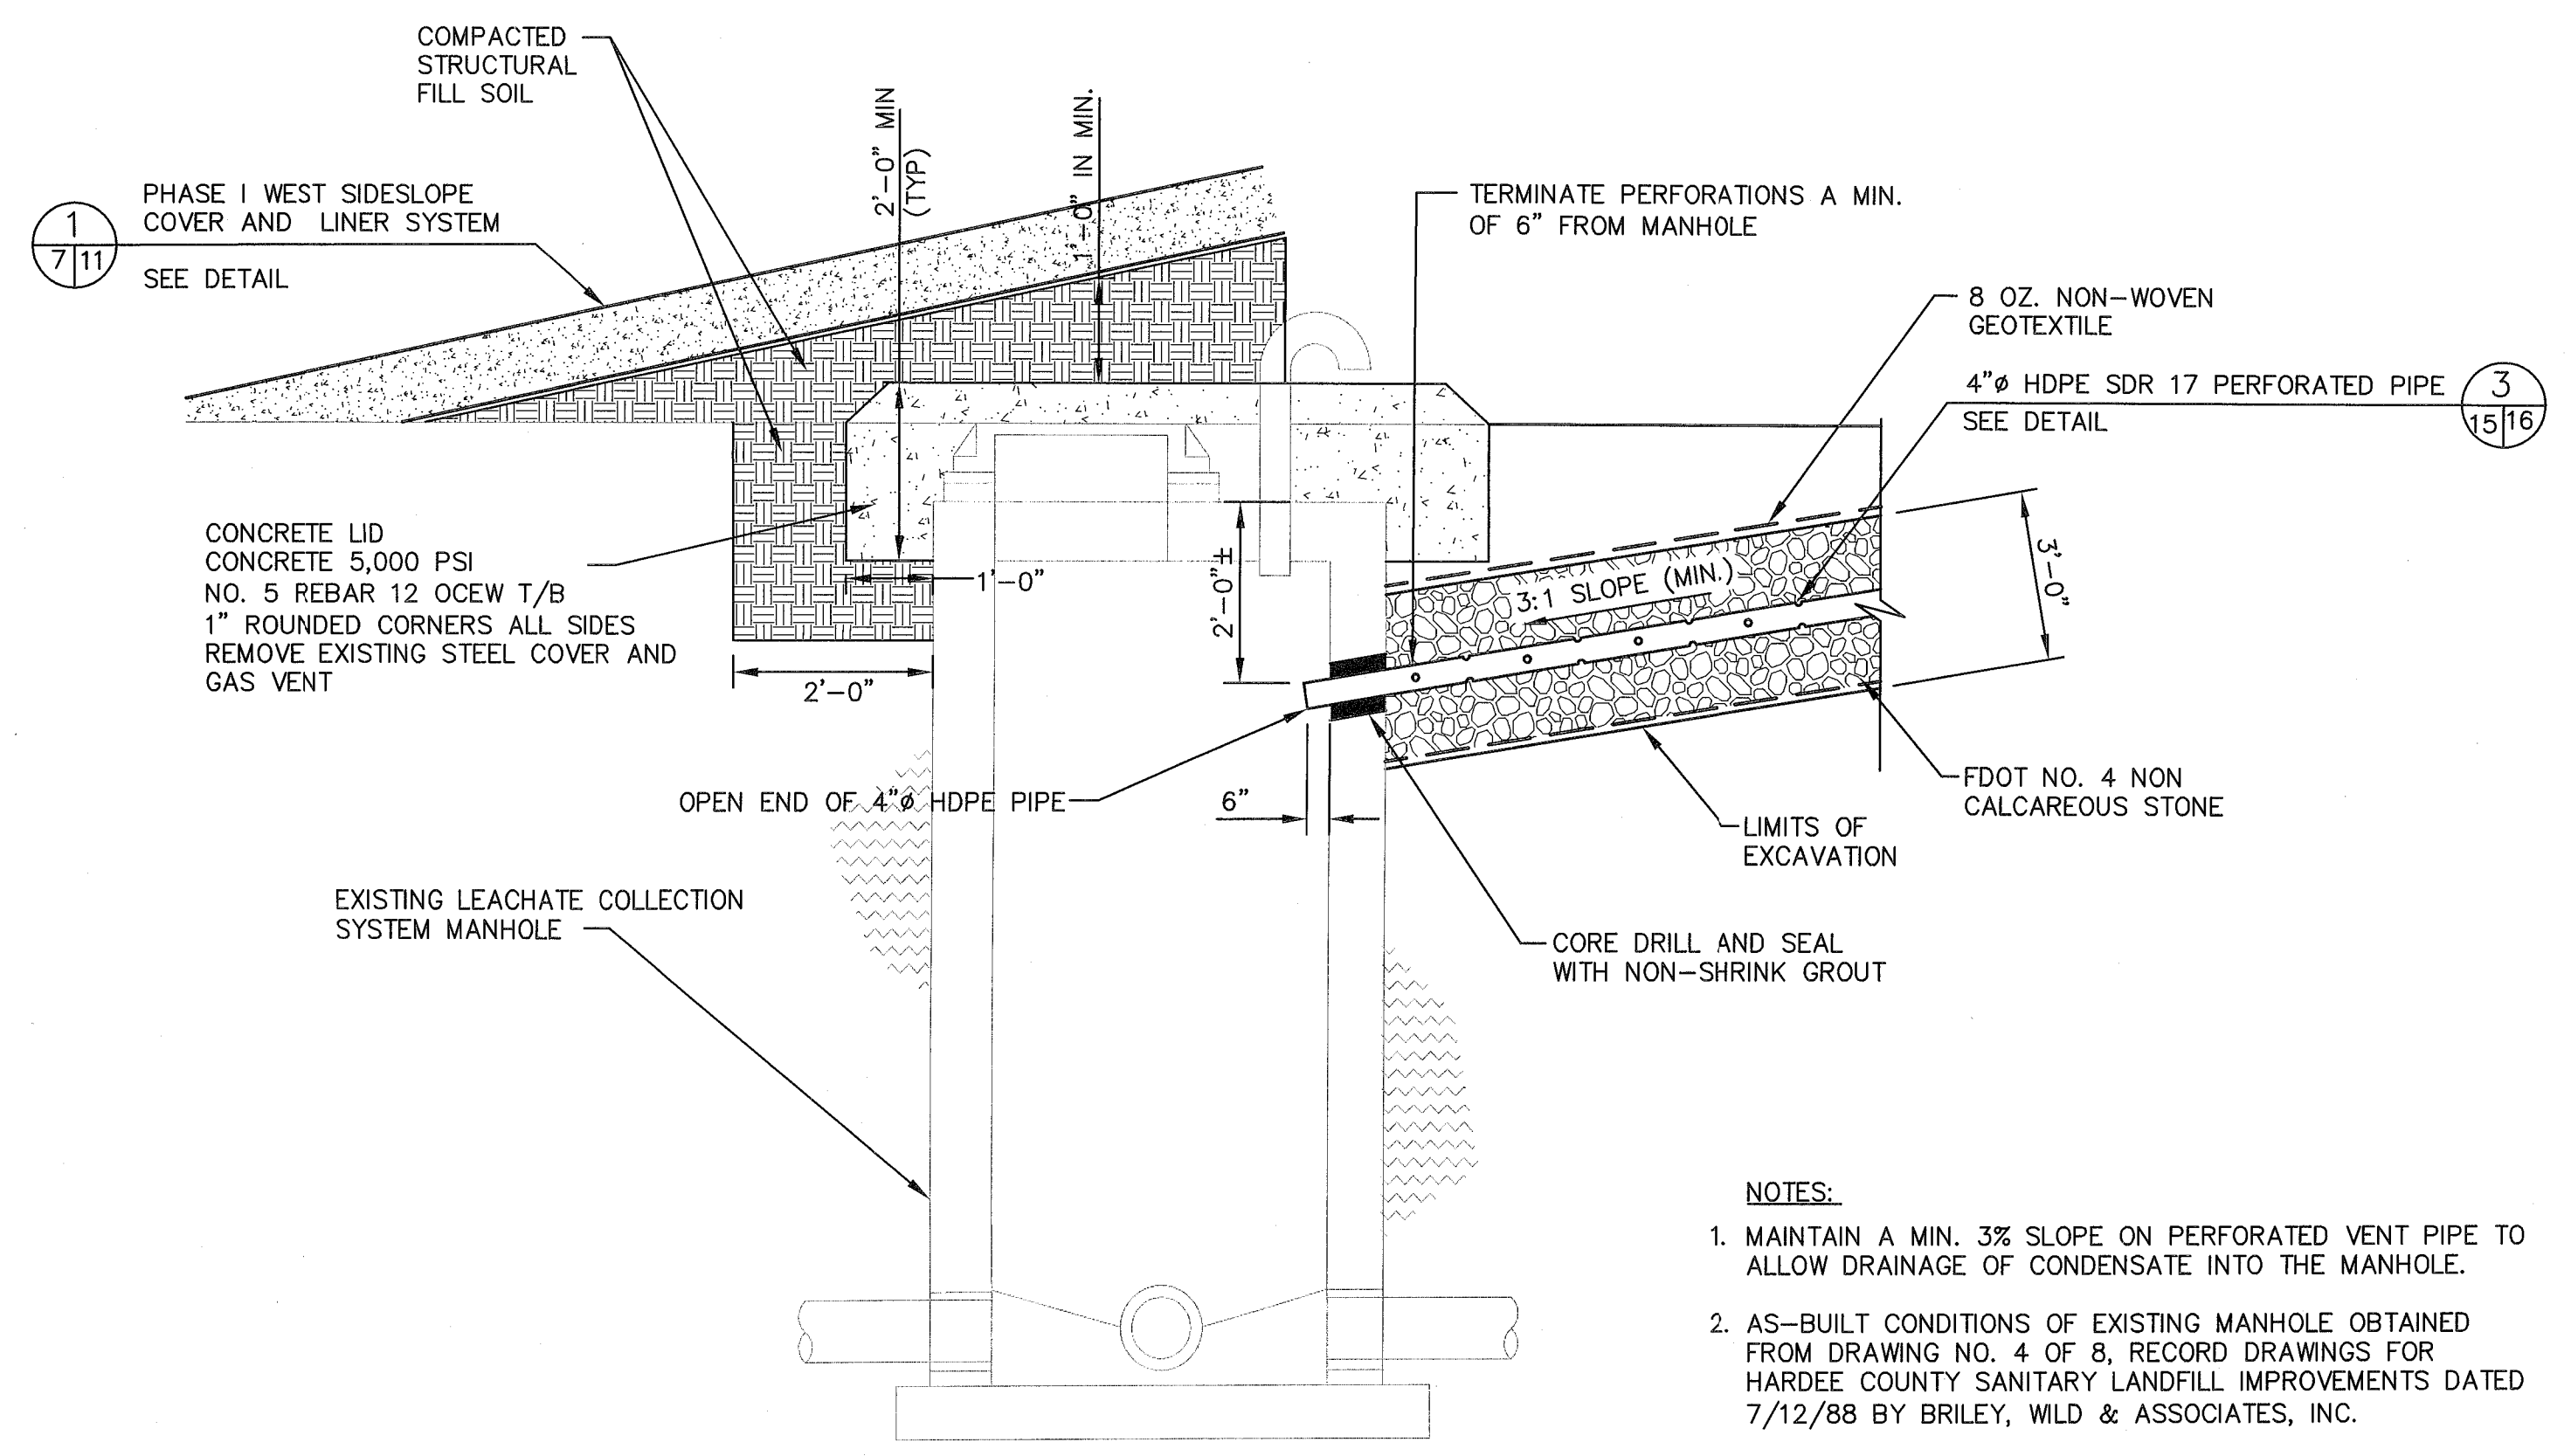 COMPACTED
STRUCTURAL
FILL SOIL
2'-0" MIN
(TYP)
1'-0" IN MIN.
1
7 11
PHASE I WEST SIDESLOPE
COVER AND LINER SYSTEM
SEE DETAIL
TERMINATE PERFORATIONS A MIN.
OF 6" FROM MANHOLE
8 OZ. NON-WOVEN
GEOTEXTILE
4"ø HDPE SDR 17 PERFORATED PIPE
SEE DETAIL
3
15 16
CONCRETE LID
CONCRETE 5,000 PSI
NO. 5 REBAR 12 OCEW T/B
1" ROUNDED CORNERS ALL SIDES
REMOVE EXISTING STEEL COVER AND
GAS VENT
1'-0"
2'-0"±
3:1 SLOPE (MIN.)
3'-0"
2'-0"
OPEN END OF 4"ø HDPE PIPE
6"
FDOT NO. 4 NON
CALCAREOUS STONE
LIMITS OF
EXCAVATION
EXISTING LEACHATE COLLECTION
SYSTEM MANHOLE
CORE DRILL AND SEAL
WITH NON-SHRINK GROUT
NOTES:
1. MAINTAIN A MIN. 3% SLOPE ON PERFORATED VENT PIPE TO
ALLOW DRAINAGE OF CONDENSATE INTO THE MANHOLE.
2. AS-BUILT CONDITIONS OF EXISTING MANHOLE OBTAINED
FROM DRAWING NO. 4 OF 8, RECORD DRAWINGS FOR
HARDEE COUNTY SANITARY LANDFILL IMPROVEMENTS DATED
7/12/88 BY BRILEY, WILD & ASSOCIATES, INC.